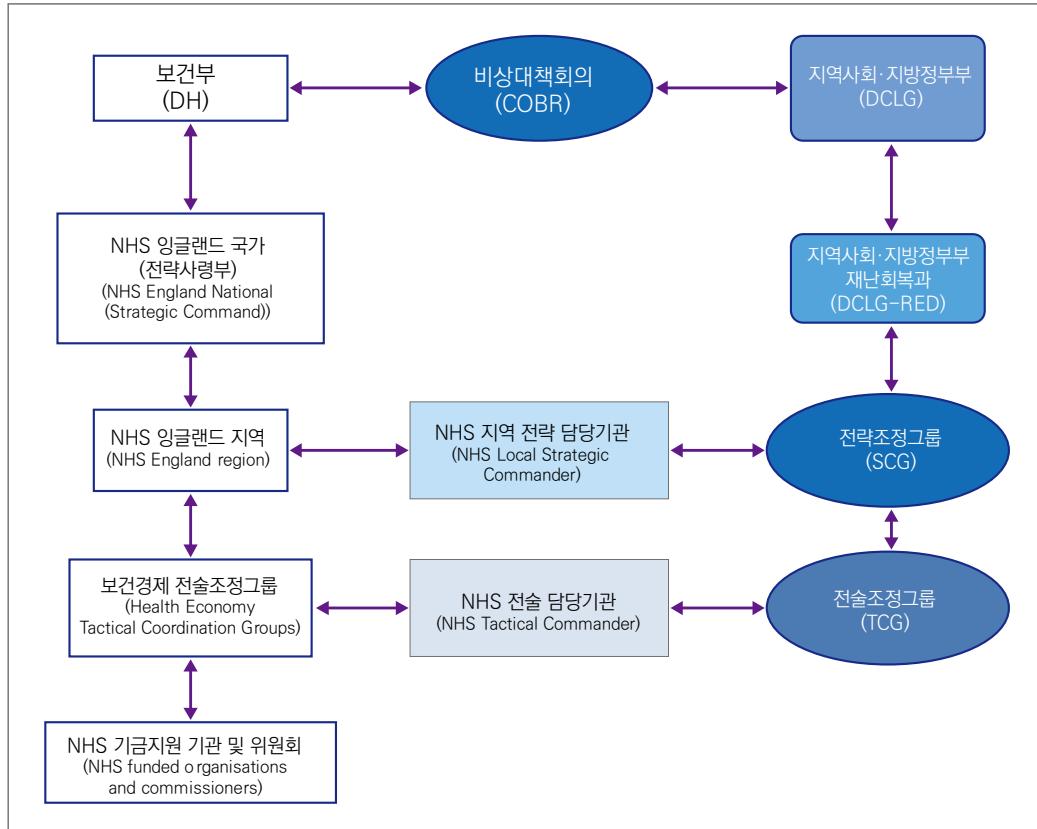 보건부
(DH)
비상대책회의
(COBR)
지역사회·지방정부부
(DCLG)
NHS 잉글랜드 국가
(전략사령부)
(NHS England National
(Strategic Command))
지역사회·지방정부부
재난회복과
(DCLG-RED)
NHS 잉글랜드 지역
(NHS England region)
NHS 지역 전략 담당기관
(NHS Local Strategic
Commander)
전략조정그룹
(SCG)
보건경제 전술조정그룹
(Health Economy
Tactical Coordination Groups)
NHS 전술 담당기관
(NHS Tactical Commander)
전술조정그룹
(TCG)
NHS 기금지원 기관 및 위원회
(NHS funded o rganisations
and commissioners)